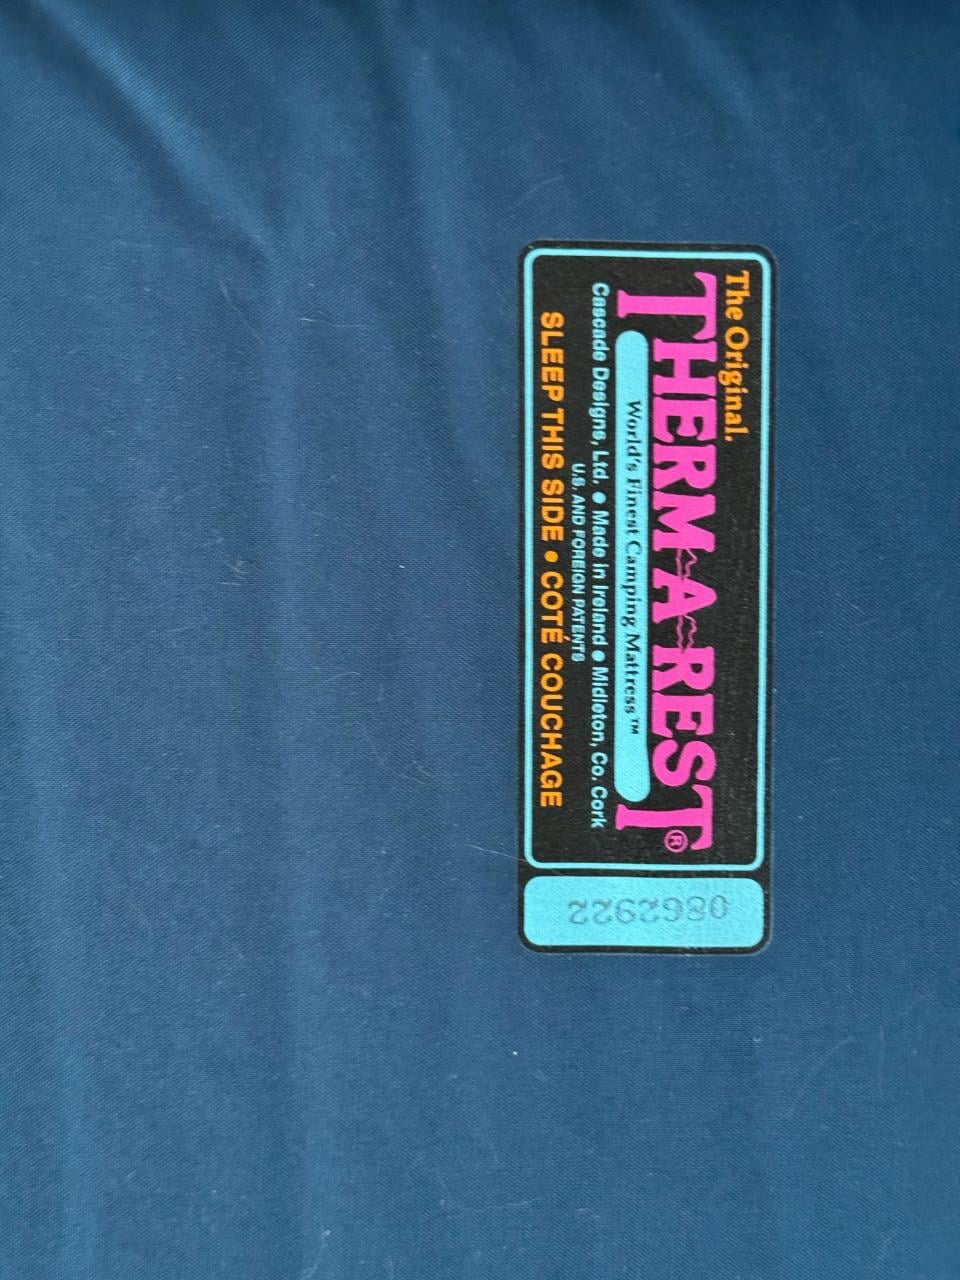 The Original.
THERM-A-REST®
World's Finest Camping Mattress™
Cascade Designs, Ltd. ● Made in Ireland ● Midleton, Co. Cork
U.S. AND FOREIGN PATENTS
SLEEP THIS SIDE ● COTÉ COUCHAGE
0862922